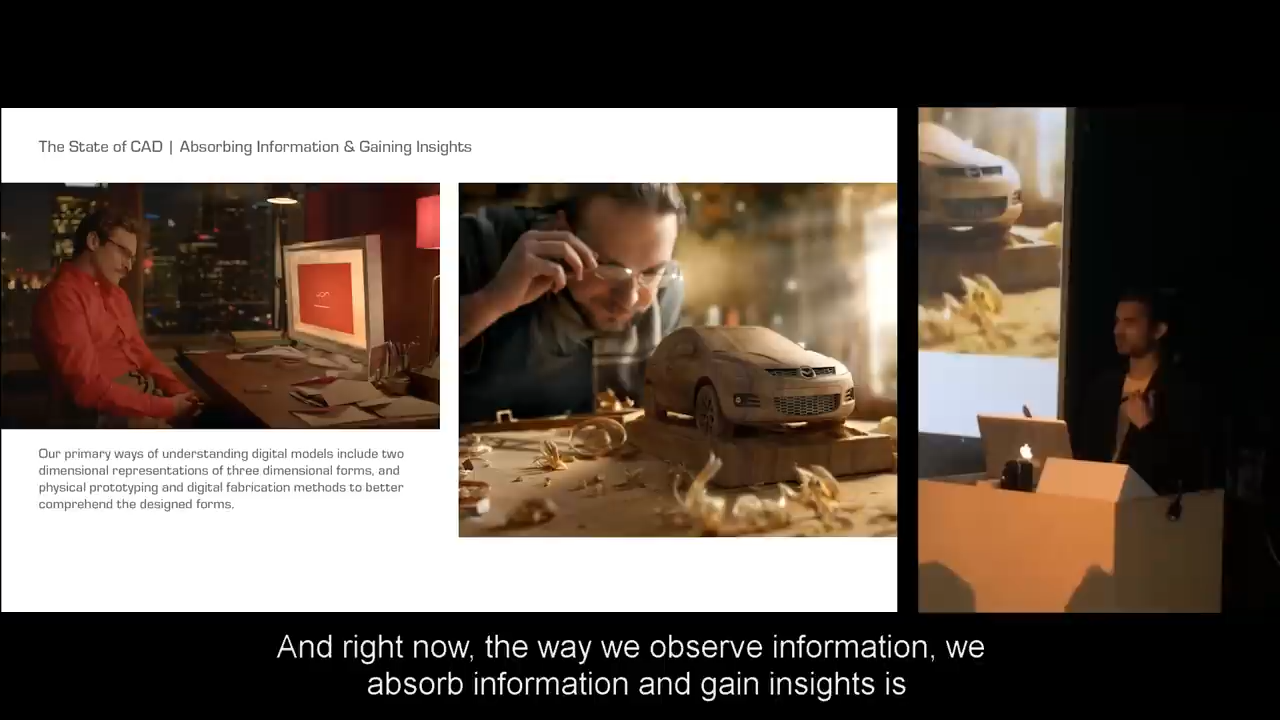 The State of CAD | Absorbing Information & Gaining Insights
Our primary ways of understanding digital models include two
dimensional representations of three dimensional forms, and
physical prototyping and digital fabrication methods to better
comprehend the designed forms.
And right now, the way we observe information, we
absorb information and gain insights is